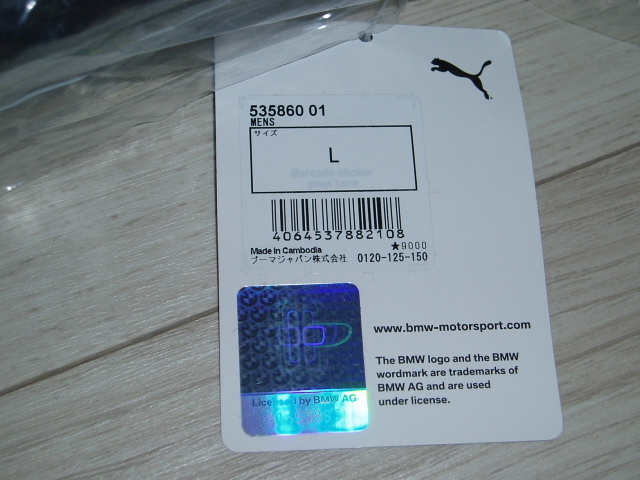 535860 01
MENS
サイズ
L
Barcode sticker
goes here
4064537882108
★9000
Made in Cambodia
プーマジャパン株式会社 0120-125-150
www.bmw-motorsport.com
The BMW logo and the BMW
wordmark are trademarks of
BMW AG and are used
under license.
Licensed by BMW AG